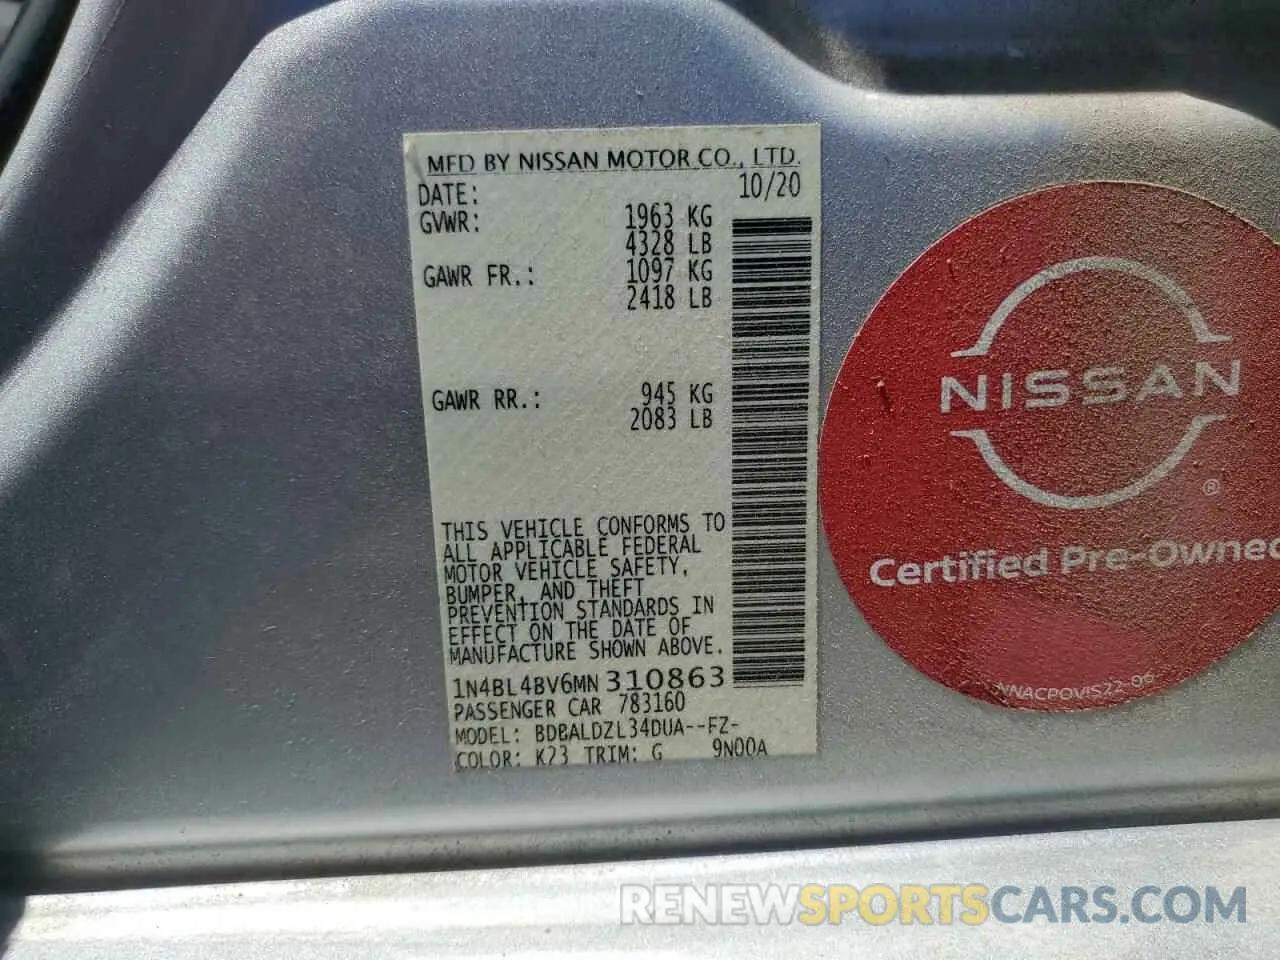 MFD BY NISSAN MOTOR CO., LTD.
DATE: 10/20
GVWR: 1963 KG
4328 LB
GAWR FR.: 1097 KG
2418 LB
GAWR RR.: 945 KG
2083 LB
THIS VEHICLE CONFORMS TO
ALL APPLICABLE FEDERAL
MOTOR VEHICLE SAFETY,
BUMPER, AND THEFT
PREVENTION STANDARDS IN
EFFECT ON THE DATE OF
MANUFACTURE SHOWN ABOVE.
1N4BL4BV6MN310863
PASSENGER CAR 783160
MODEL: BDBALDZL34DUA--FZ-
COLOR: K23 TRIM: G 9N00A
NISSAN
®
Certified Pre-Owned
NNACPOVIS22-06
RENEWSPORTSCARS.COM